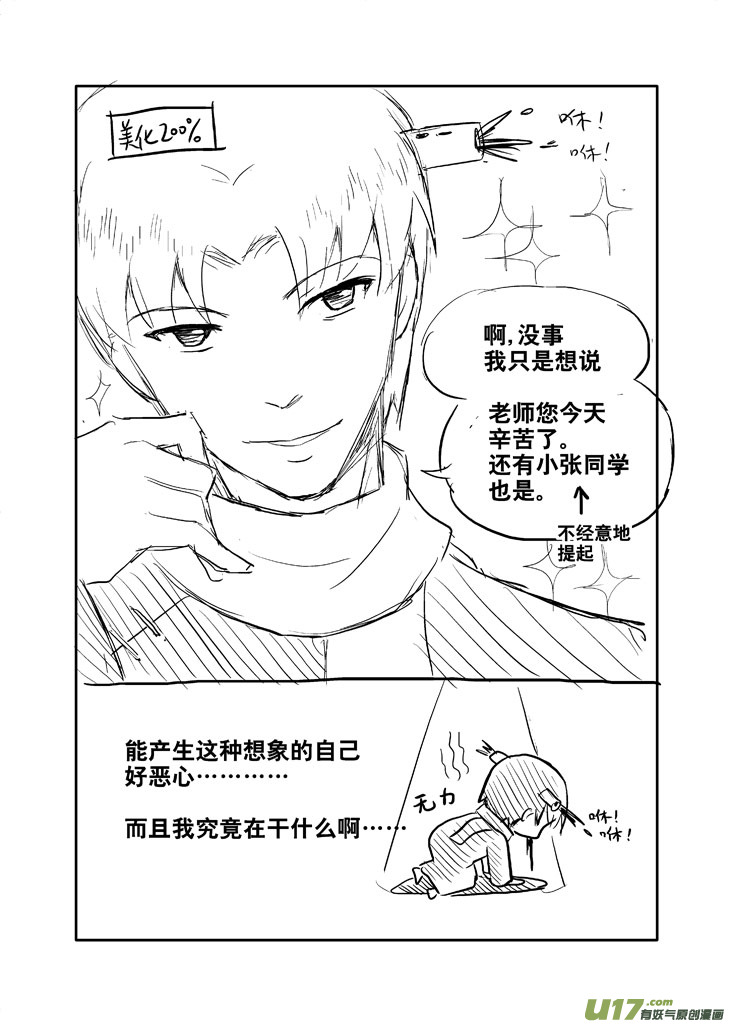 美化200%
咻!
咻!
啊,没事
我只是想说
老师您今天
辛苦了。
还有小张同学
也是。
不经意地
提起
能产生这种想象的自己
好恶心…………
而且我究竟在干什么啊……
无力
咻!
咻!
U17.com
有妖气原创漫画